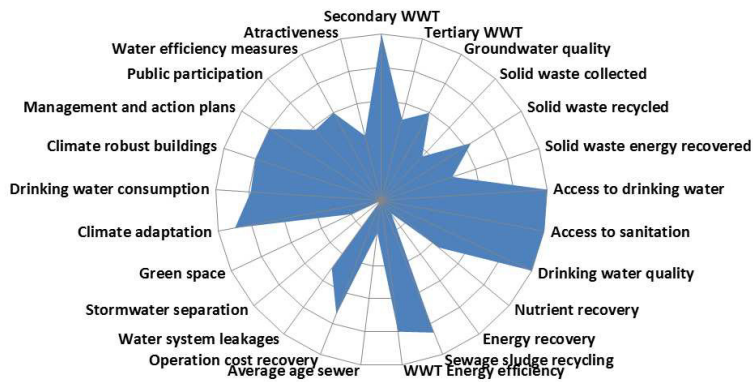 Secondary WWT
Tertiary WWT
Groundwater quality
Solid waste collected
Solid waste recycled
Solid waste energy recovered
Access to drinking water
Access to sanitation
Drinking water quality
Nutrient recovery
Energy recovery
Sewage sludge recycling
WWT Energy efficiency
Average age sewer
Operation cost recovery
Water system leakages
Stormwater separation
Green space
Climate adaptation
Drinking water consumption
Climate robust buildings
Management and action plans
Public participation
Water efficiency measures
Atractiveness